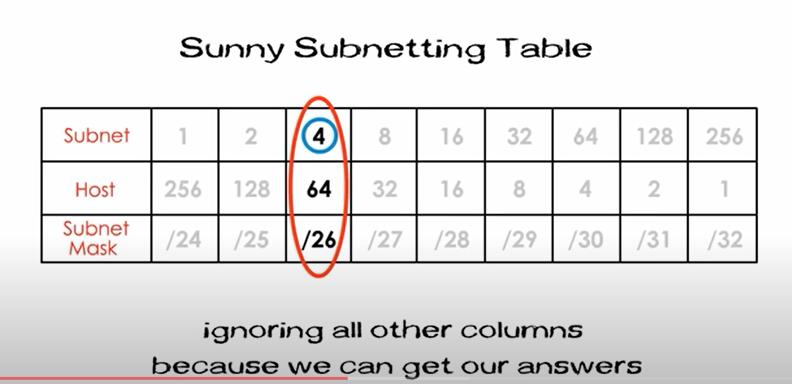 Sunny Subnetting Table
Subnet 1 2 4 8 16 32 64 128 256
Host 256 128 64 32 16 8 4 2 1
Subnet
Mask /24 /25 /26 /27 /28 /29 /30 /31 /32
ignoring all other columns
because we can get our answers